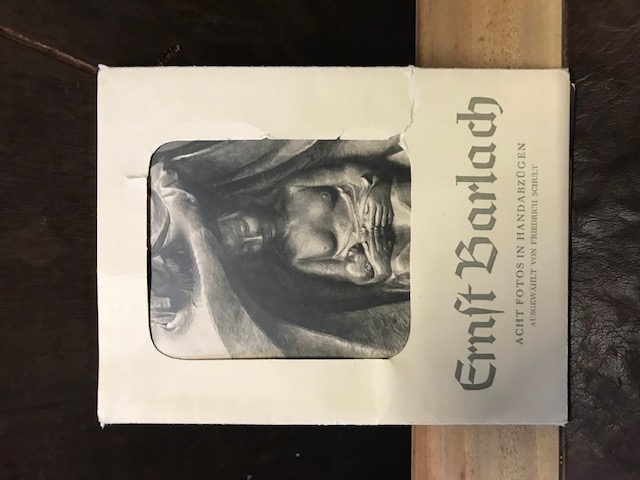 Ernſt Barlach
ACHT FOTOS IN HANDABZÜGEN
AUSGEWÄHLT VON FRIEDRICH SCHULT